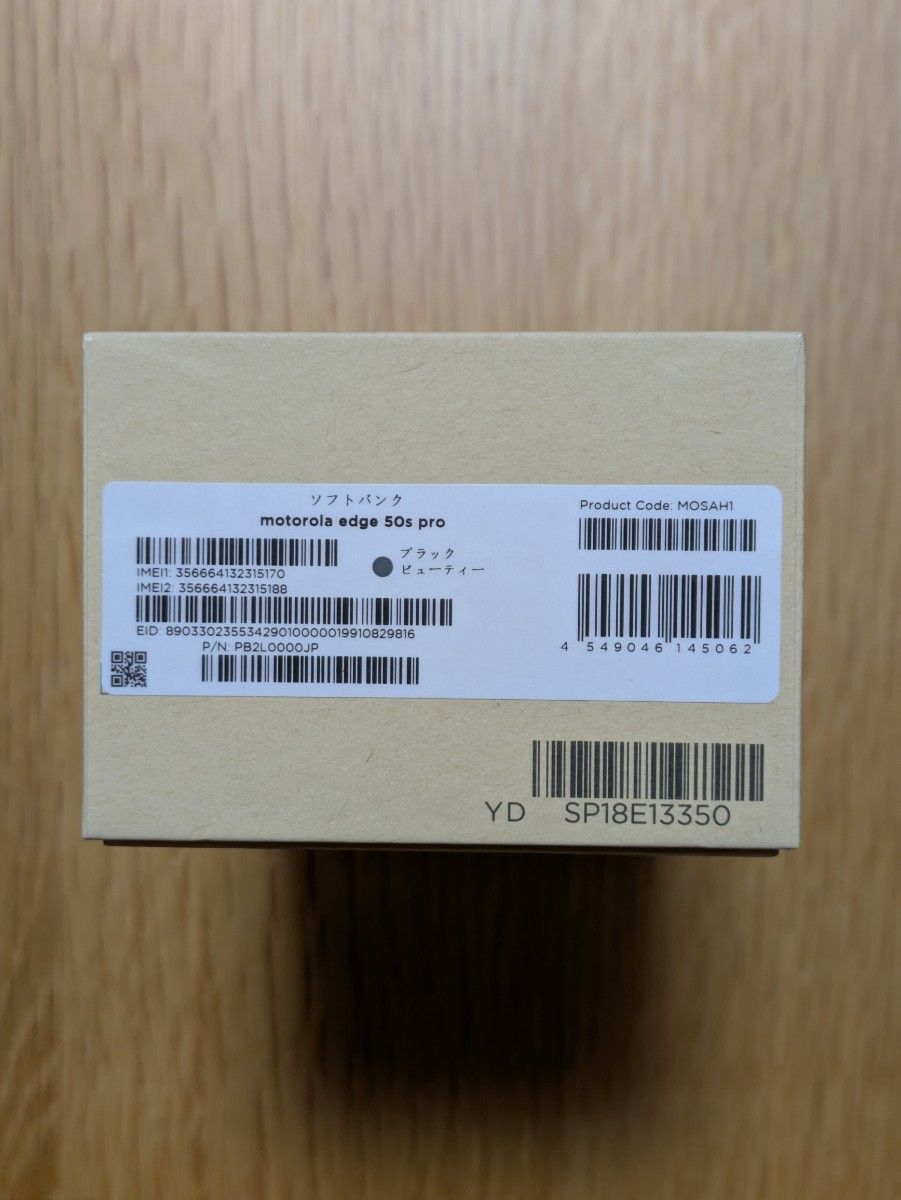 ソフトバンク
motorola edge 50s pro
IMEI1: 356664132315170
IMEI2: 356664132315188
ブラック
ビューティー
EID: 89033023553429010000019910829816
P/N: PB2L0000JP
Product Code: MOSAH1
4 549046 145062
YD SP18E13350